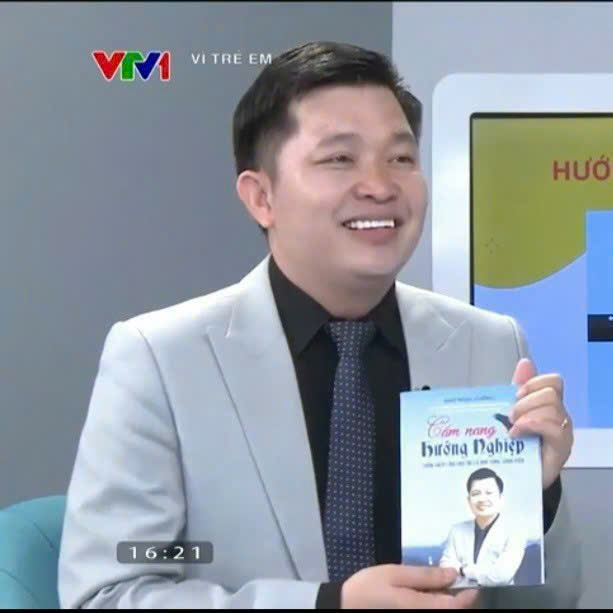 VTV1 VÌ TRẺ EM
HƯỚ
Cẩm nang
Hướng Nghiệp
16:21